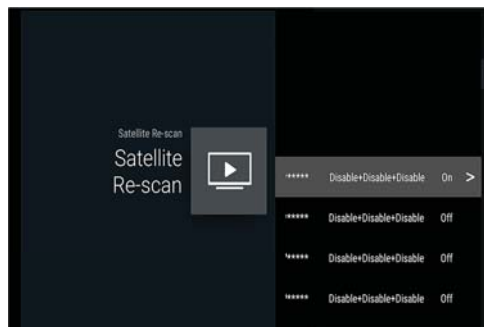 Satellite Re-scan
Satellite
Re-scan
***** Disable+Disable+Disable On >
***** Disable+Disable+Disable Off
***** Disable+Disable+Disable Off
***** Disable+Disable+Disable Off